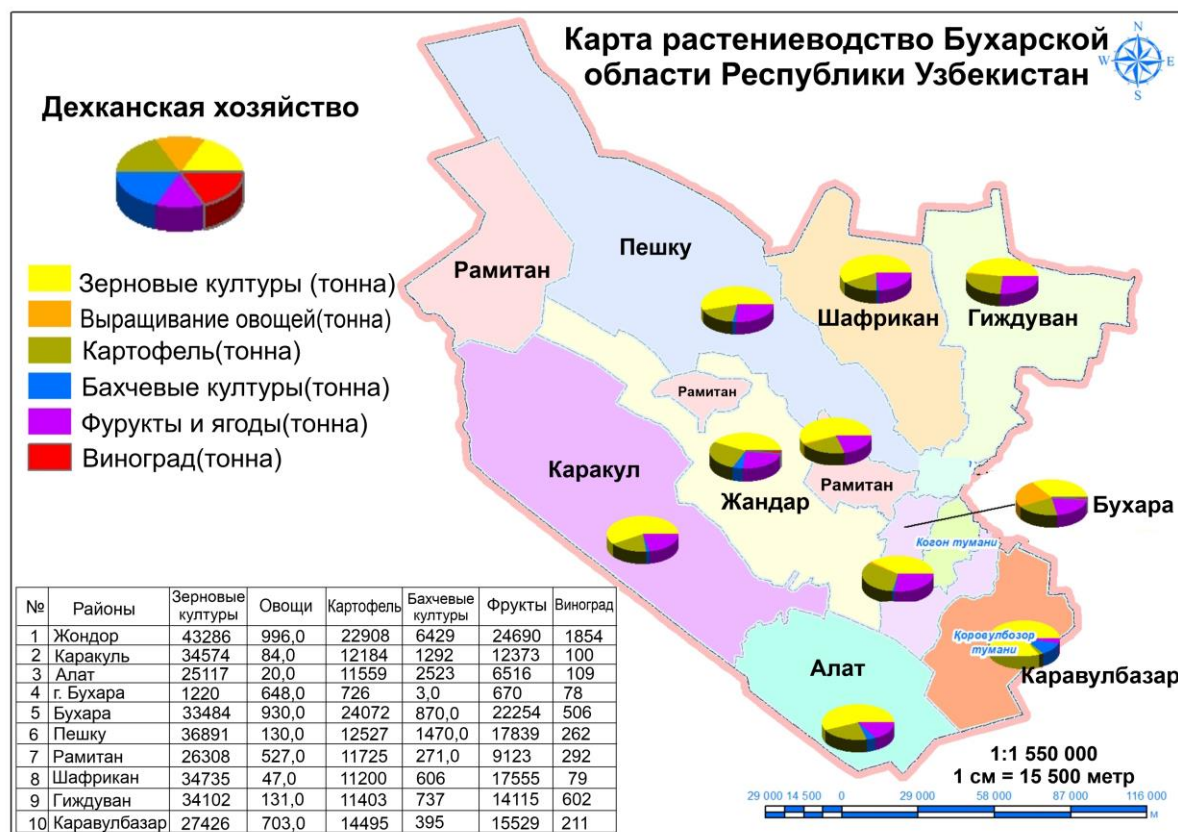 Карта растениеводство Бухарской
области Республики Узбекистан
N
W E
S
Дехканская хозяйство
Зерновые културы (тонна)
Выращивание овощей(тонна)
Картофель(тонна)
Бахчевые културы(тонна)
Фурукты и ягоды(тонна)
Виноград(тонна)
Рамитан
Пешку
Шафрикан
Гиждуван
Рамитан
Каракул
Жандар
Рамитан
Бухара
Когон тумани
Қоровулбозор
тумани
Каравулбазар
Алат
№ Районы Зерновые културы Овощи Картофель Бахчевые културы Фрукты Виноград
1 Жондор 43286 996,0 22908 6429 24690 1854
2 Каракуль 34574 84,0 12184 1292 12373 100
3 Алат 25117 20,0 11559 2523 6516 109
4 г. Бухара 1220 648,0 726 3,0 670 78
5 Бухара 33484 930,0 24072 870,0 22254 506
6 Пешку 36891 130,0 12527 1470,0 17839 262
7 Рамитан 26308 527,0 11725 271,0 9123 292
8 Шафрикан 34735 47,0 11200 606 17555 79
9 Гиждуван 34102 131,0 11403 737 14115 602
10 Каравулбазар 27426 703,0 14495 395 15529 211
1:1 550 000
1 см = 15 500 метр
29 000 14 500 0 29 000 58 000 87 000 116 000
м